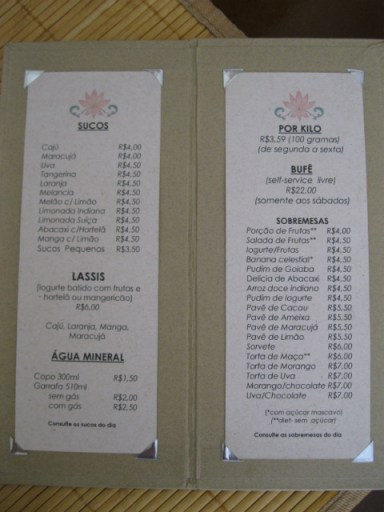 SUCOS
Cajú R$4,00
Maracujá R$4,00
Uva R$4,50
Tangerina R$4,50
Laranja R$4,50
Melancia R$4,50
Melão c/ Limão R$4,50
Limonada Indiana R$4,50
Limonada Suíça R$4,50
Abacaxi c/Hortelã R$4,50
Manga c/ Limão R$4,50
Sucos Pequenos R$3,50
LASSIS
(Iogurte batido com frutas e
- hortelã ou mangericão)
R$6,00
Cajú, Laranja, Manga,
Maracujá
ÁGUA MINERAL
Copo 300ml R$1,50
Garrafa 510ml
sem gás R$2,00
com gás R$2,50
Consulte os sucos do dia
POR KILO
R$3,59 (100 gramas)
(de segunda a sexta)
BUFÊ
(self-service livre)
R$22,00
(somente aos sábados)
SOBREMESAS
Porção de Frutas** R$4,00
Salada de Frutas** R$4,50
Iogurte/Frutas R$4,50
Banana celestial* R$4,50
Pudim de Goiaba R$4,50
Delícia de Abacaxi R$4,50
Arroz doce indiano R$4,50
Pudim de Iogurte R$4,50
Pavê de Cacau R$5,50
Pavê de Ameixa R$5,50
Pavê de Maracujá R$5,50
Pavê de Limão R$5,50
Sorvete R$6,00
Torta de Maça** R$6,00
Torta de Morango R$7,00
Torta de Uva R$7,00
Morango/chocolate R$7,00
Uva/Chocolate R$7,00
(*com açúcar mascavo)
(**diet- sem açúcar)
Consulte as sobremesas do dia